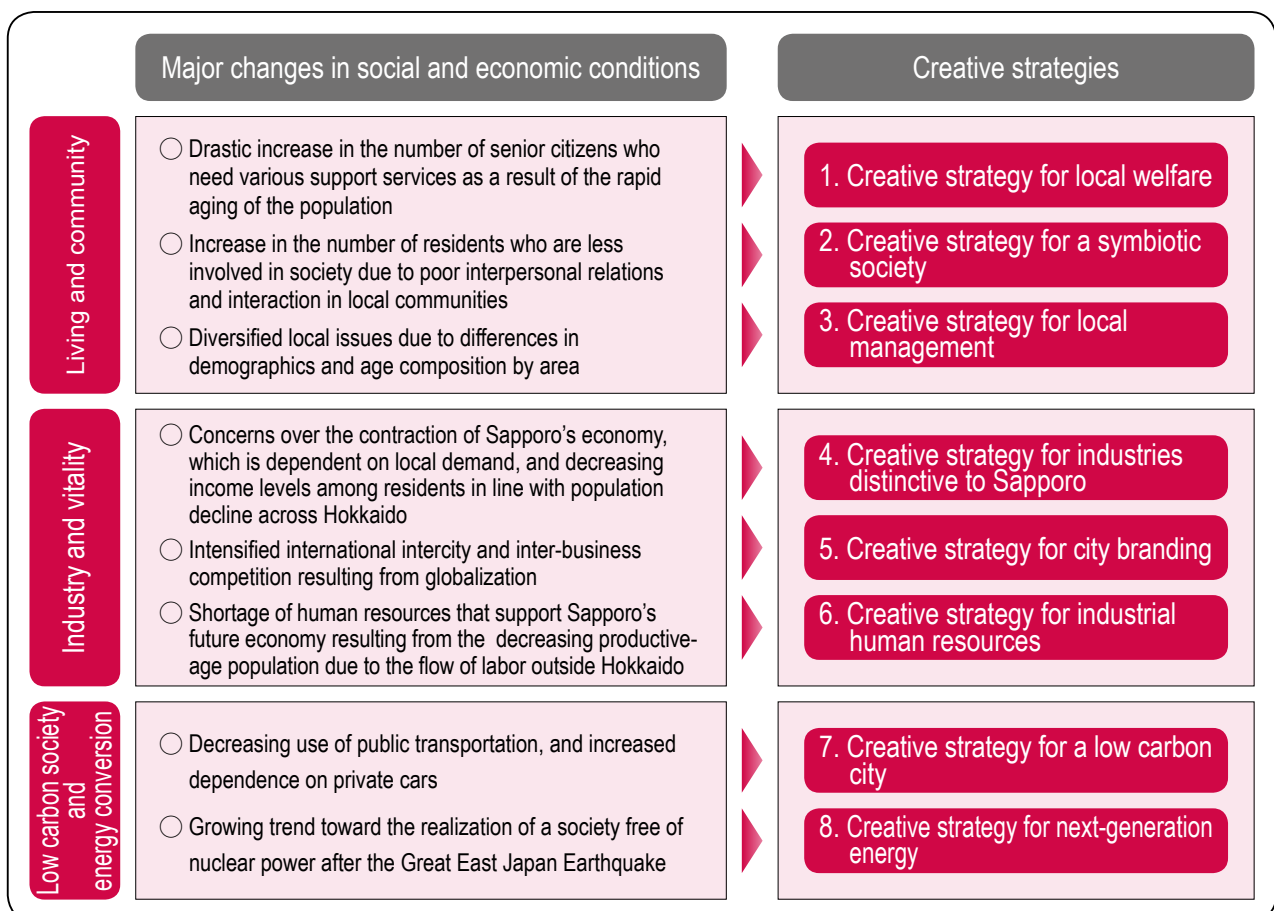 Major changes in social and economic conditions
Creative strategies
Living and community
○ Drastic increase in the number of senior citizens who
need various support services as a result of the rapid
aging of the population
○ Increase in the number of residents who are less
involved in society due to poor interpersonal relations
and interaction in local communities
○ Diversified local issues due to differences in
demographics and age composition by area
1. Creative strategy for local welfare
2. Creative strategy for a symbiotic
society
3. Creative strategy for local
management
Industry and vitality
○ Concerns over the contraction of Sapporo’s economy,
which is dependent on local demand, and decreasing
income levels among residents in line with population
decline across Hokkaido
○ Intensified international intercity and inter-business
competition resulting from globalization
○ Shortage of human resources that support Sapporo’s
future economy resulting from the decreasing productive-
age population due to the flow of labor outside Hokkaido
4. Creative strategy for industries
distinctive to Sapporo
5. Creative strategy for city branding
6. Creative strategy for industrial
human resources
Low carbon society
and
energy conversion
○ Decreasing use of public transportation, and increased
dependence on private cars
○ Growing trend toward the realization of a society free of
nuclear power after the Great East Japan Earthquake
7. Creative strategy for a low carbon
city
8. Creative strategy for next-generation
energy